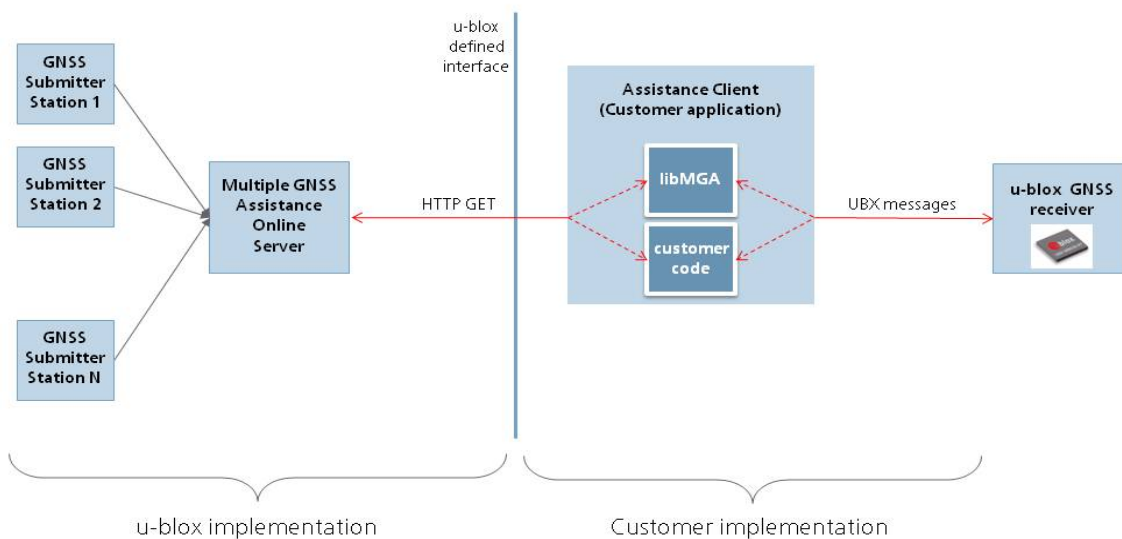 GNSS
Submitter
Station 1
GNSS
Submitter
Station 2
GNSS
Submitter
Station N
Multiple GNSS
Assistance
Online
Server
HTTP GET
u-blox
defined
interface
Assistance Client
(Customer application)
libMGA
customer
code
UBX messages
u-blox GNSS
receiver
u-blox implementation
Customer implementation